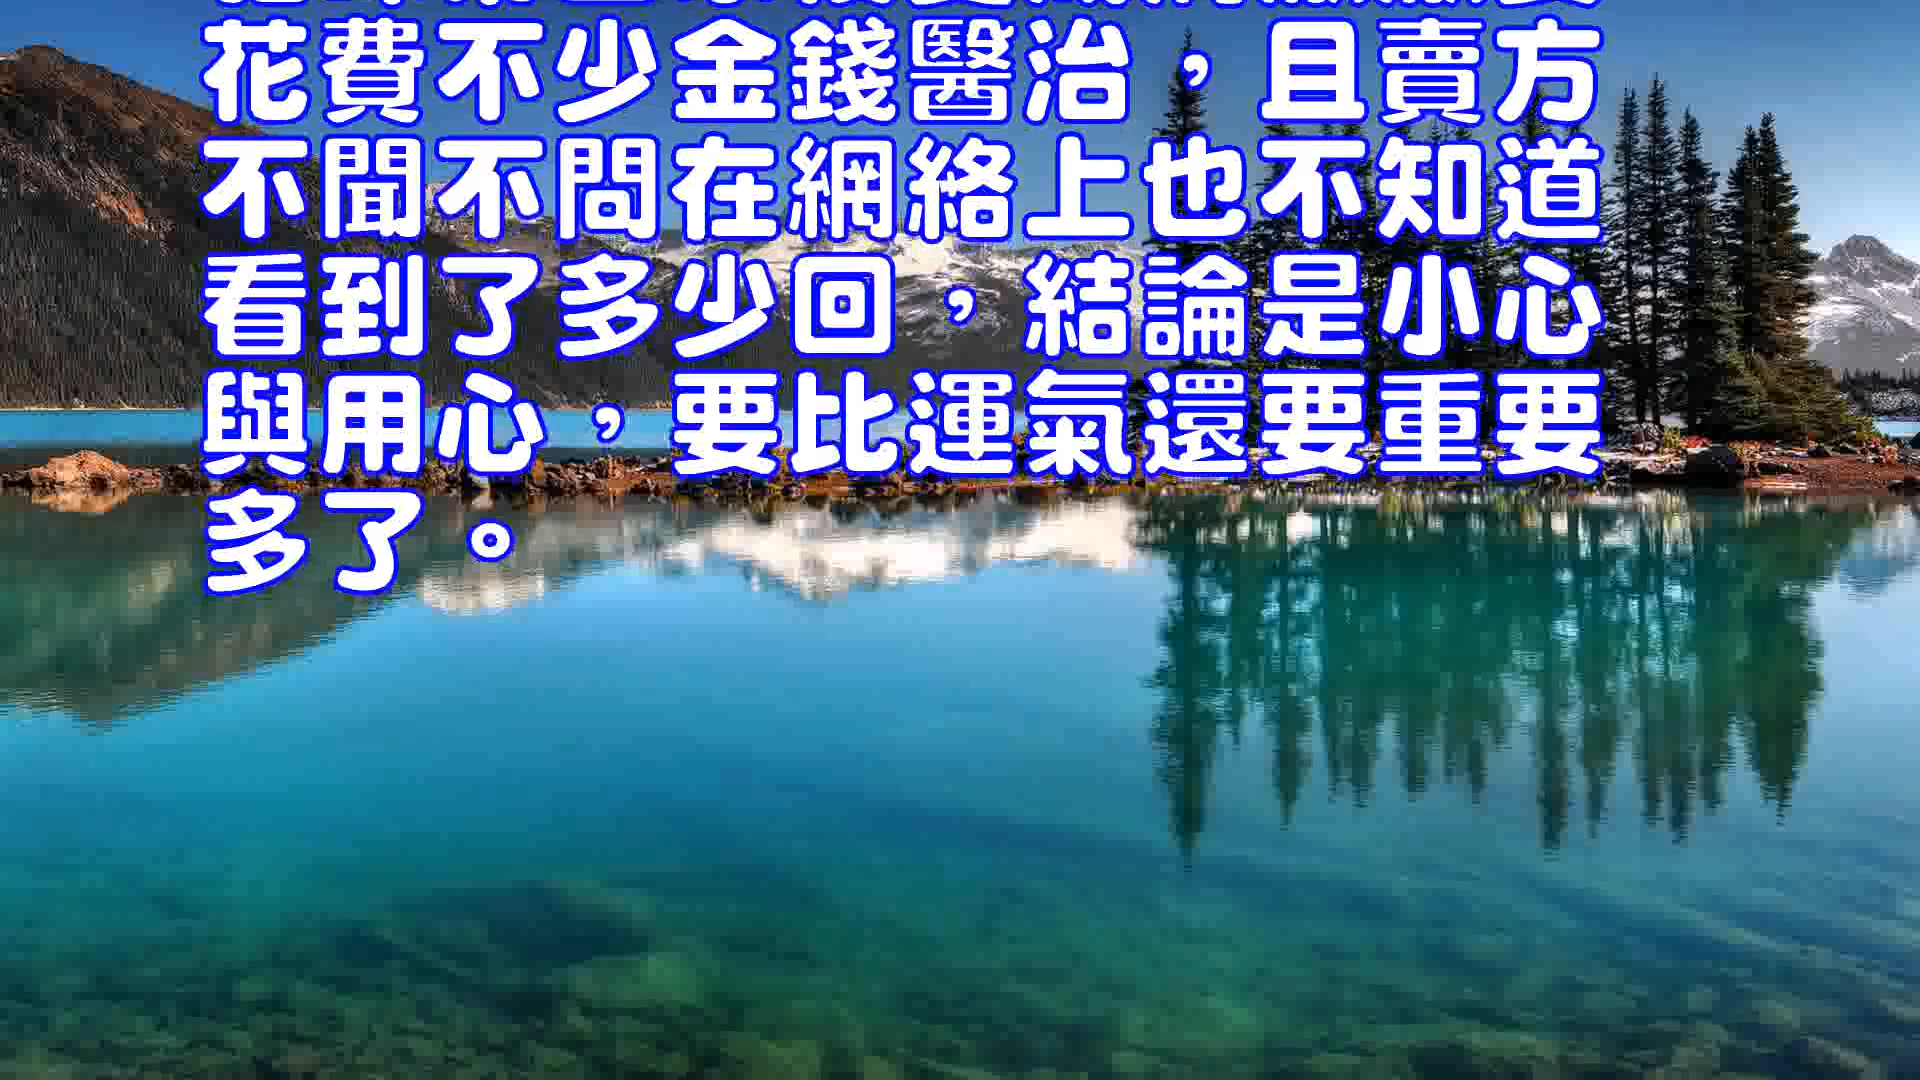 花費不少金錢醫治，且賣方
不聞不問在網絡上也不知道
看到了多少回，結論是小心
與用心，要比運氣還要重要
多了。